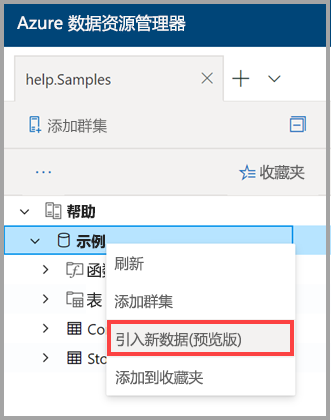 Azure 数据资源管理器
help.Samples
添加群集
...
收藏夹
帮助
示例
刷新
函
添加群集
表
引入新数据(预览版)
Co
添加到收藏夹
Sto